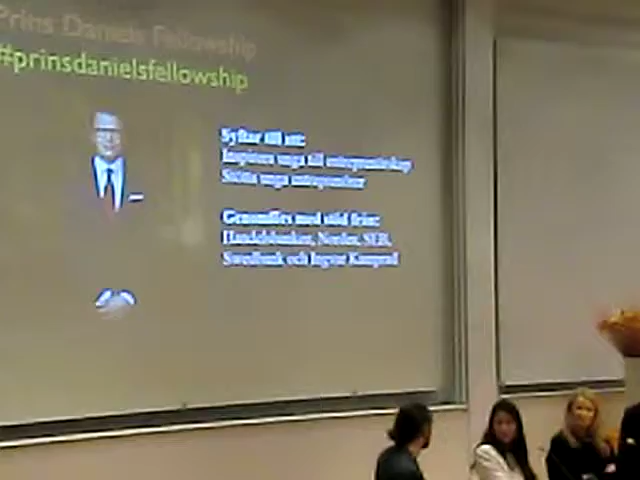 Prins Daniels Fellowship
#prinsdanielsfellowship
Syftar till att:
Inspirera unga till entreprenörskap
Stötta unga entreprenörer
Genomförs med stöd från:
Handelsbanken, Nordea, SEB,
Swedbank och Ingvar Kamprad